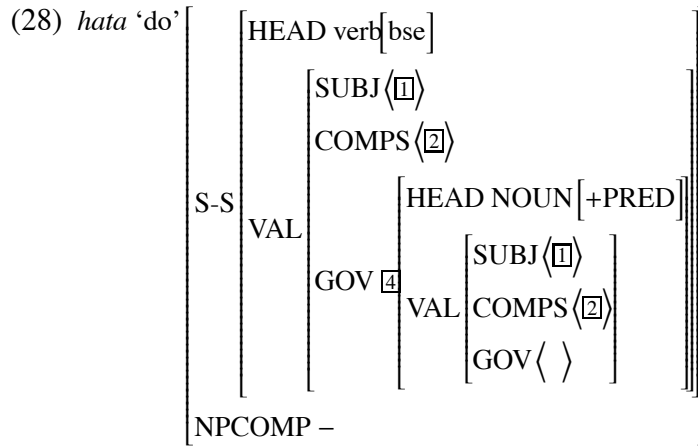 (28) hata ‘do’
HEAD verb[bse]
SUBJ⟨[1]⟩
COMPS⟨[2]⟩
HEAD NOUN[+PRED]
S-S
VAL
SUBJ⟨[1]⟩
GOV [4]
VAL
COMPS⟨[2]⟩
GOV⟨ ⟩
NPCOMP –